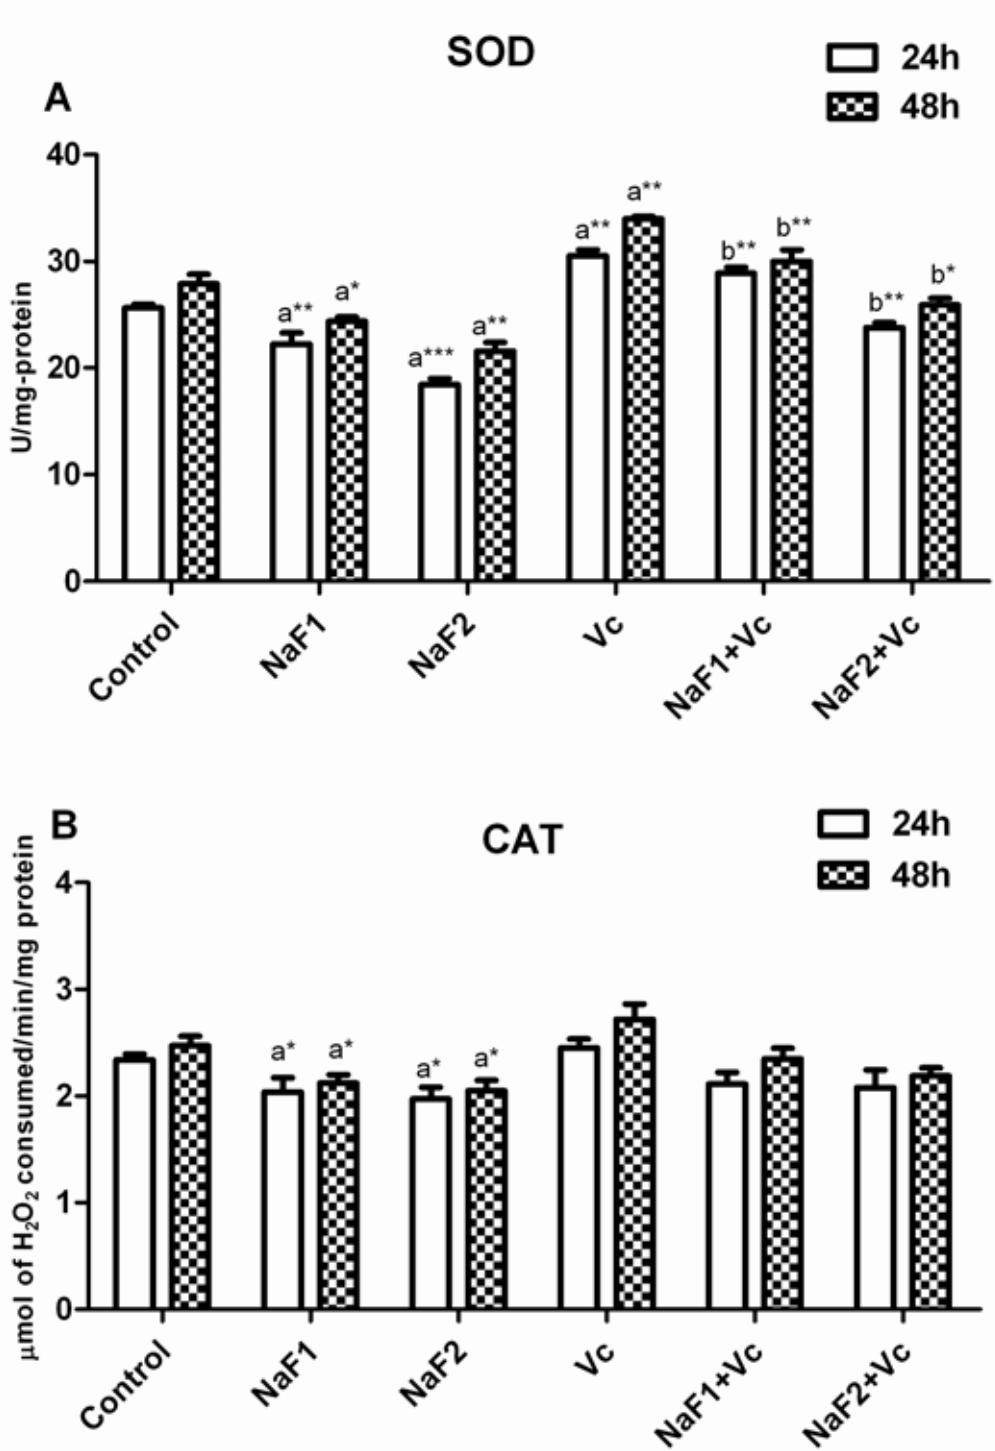 SOD
24h
48h
A
40
30
20
10
0
U/mg-protein
a**
a*
a***
a**
a**
a**
b**
b**
b**
b*
Control
NaF1
NaF2
Vc
NaF1+Vc
NaF2+Vc
B
CAT
24h
48h
4
3
2
1
0
μmol of H₂O₂ consumed/min/mg protein
a*
a*
a*
a*
Control
NaF1
NaF2
Vc
NaF1+Vc
NaF2+Vc